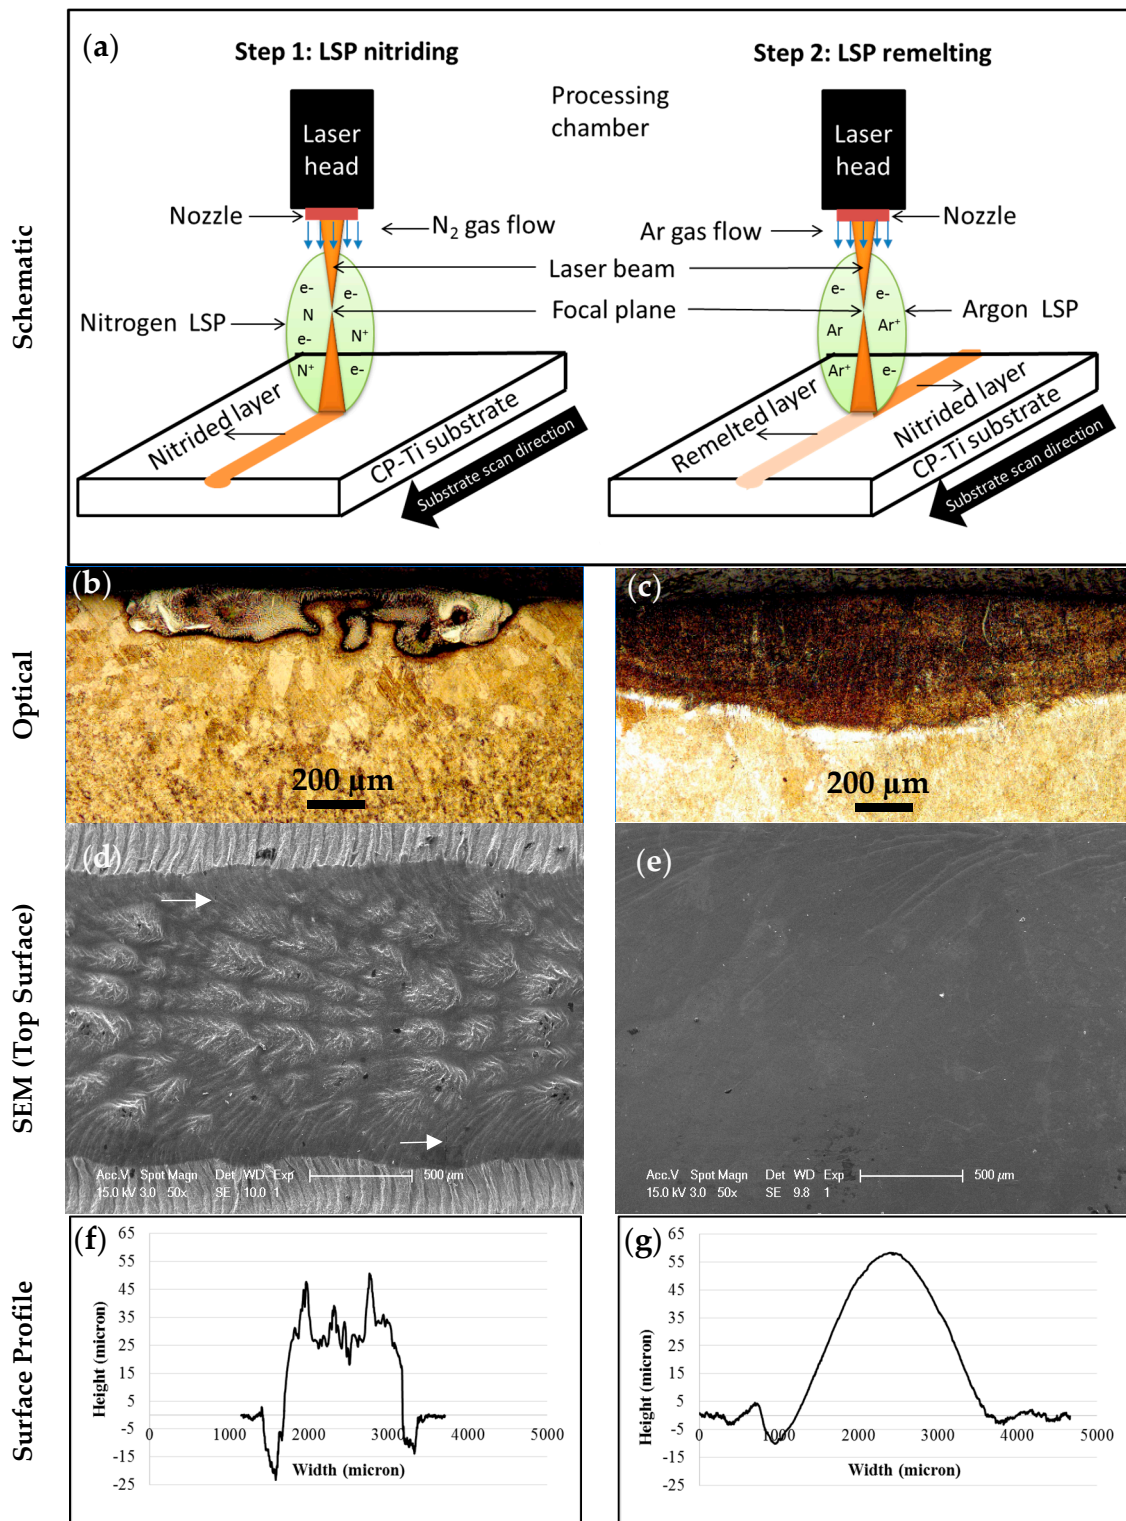 Schematic
(a)
Step 1: LSP nitriding
Step 2: LSP remelting
Processing
chamber
Laser
head
Laser
head
Nozzle
N₂ gas flow
Ar gas flow
Nozzle
Laser beam
Focal plane
Nitrogen LSP
Argon LSP
e-
N
e-
N⁺
e-
N⁺
e-
e-
Ar
Ar⁺
e-
Ar⁺
e-
Nitrided layer
CP-Ti substrate
Substrate scan direction
Remelted layer
Nitrided layer
CP-Ti substrate
Substrate scan direction
Optical
(b)
200 µm
(c)
200 µm
SEM (Top Surface)
(d)
Acc.V Spot Magn Det WD Exp
15.0 kV 3.0 50x SE 10.0 1
500 µm
(e)
Acc.V Spot Magn Det WD Exp
15.0 kV 3.0 50x SE 9.8 1
500 µm
Surface Profile
(f)
65
55
45
35
25
15
5
-5
-15
-25
Height (micron)
0 1000 2000 3000 4000 5000
Width (micron)
(g)
65
55
45
35
25
15
5
-5
-15
-25
Height (micron)
0 1000 2000 3000 4000 5000
Width (micron)